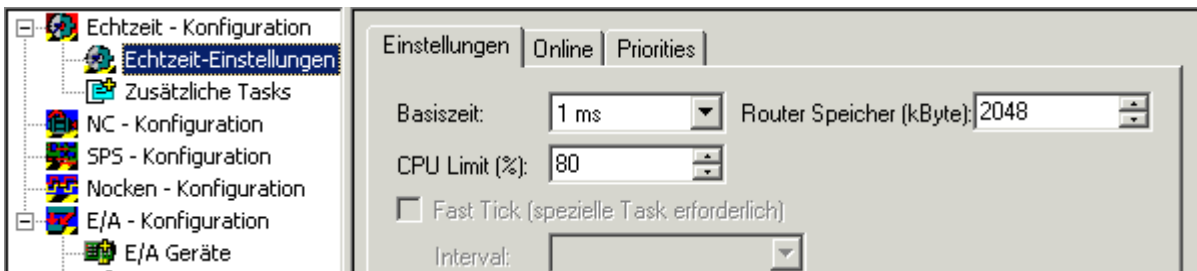 Echtzeit - Konfiguration
Echtzeit-Einstellungen
Zusätzliche Tasks
NC - Konfiguration
SPS - Konfiguration
Nocken - Konfiguration
E/A - Konfiguration
E/A Geräte
Einstellungen Online Priorities
Basiszeit: 1 ms Router Speicher (kByte): 2048
CPU Limit (%): 80
Fast Tick (spezielle Task erforderlich)
Interval: